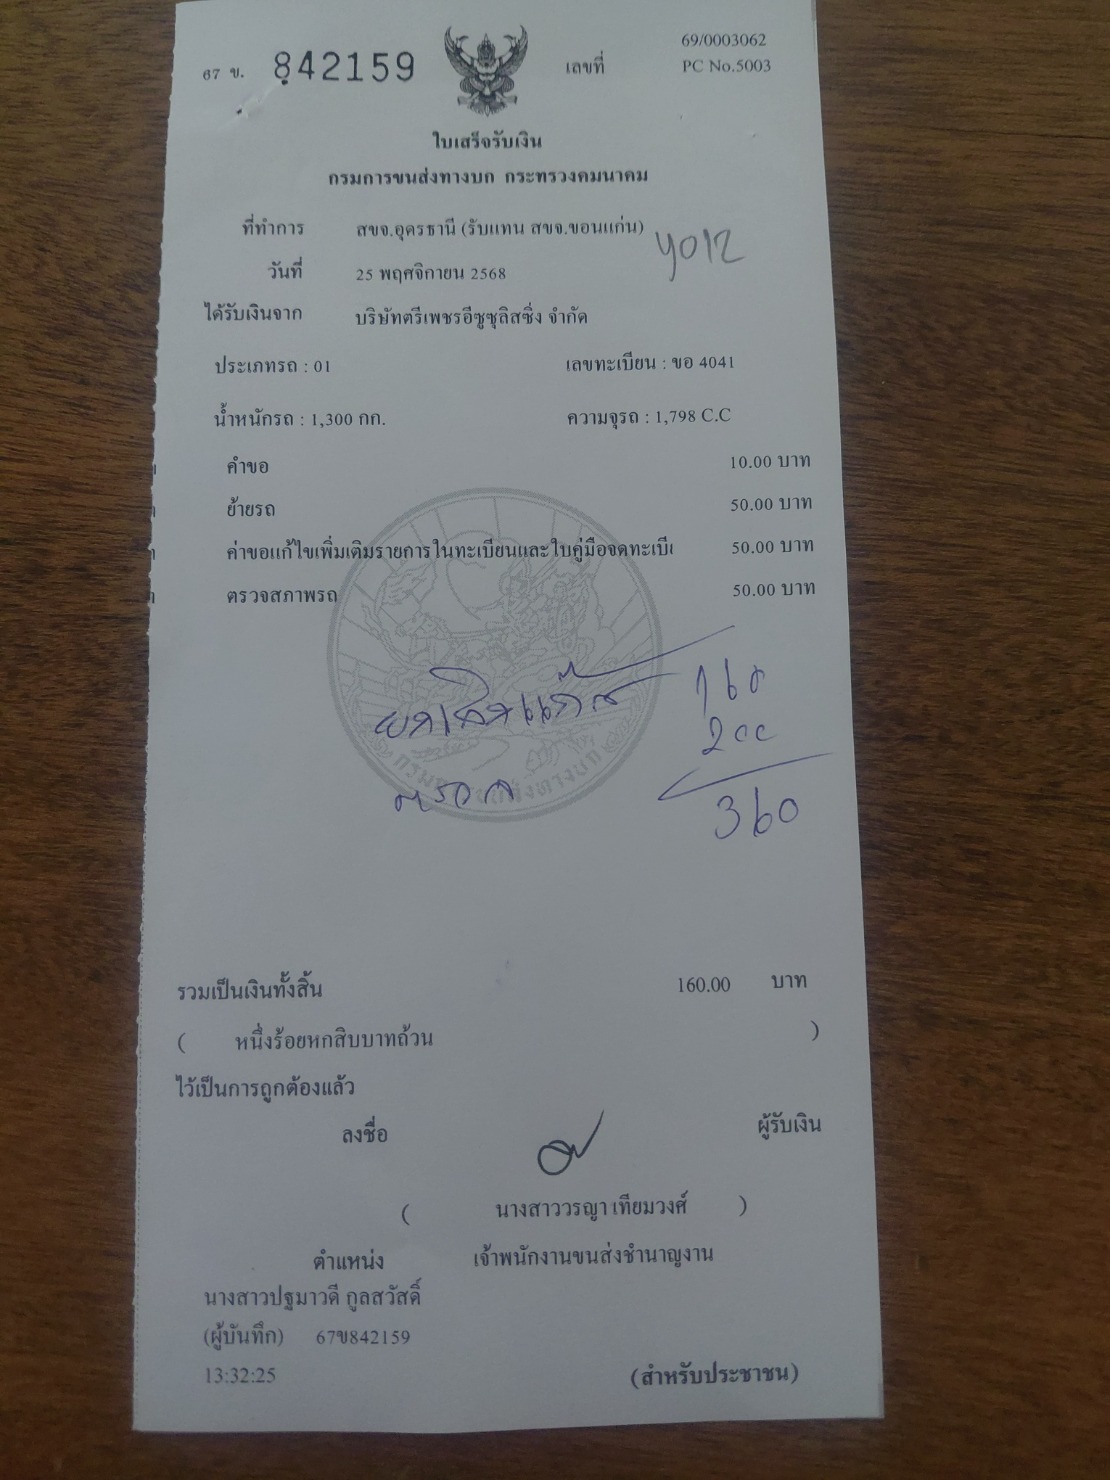 67 ข. 842159
เลขที่ 69/0003062
PC No.5003
ใบเสร็จรับเงิน
กรมการขนส่งทางบก กระทรวงคมนาคม
ที่ทำการ สขจ.อุดรธานี (รับแทน สขจ.ขอนแก่น)
วันที่ 25 พฤศจิกายน 2568
ได้รับเงินจาก บริษัทตรีเพชรอีซูซุลิสซิ่ง จำกัด
ประเภทรถ : 01 เลขทะเบียน : ขอ 4041
น้ำหนักรถ : 1,300 กก. ความจุรถ : 1,798 C.C
คำขอ 10.00 บาท
ย้ายรถ 50.00 บาท
ค่าขอแก้ไขเพิ่มเติมรายการในทะเบียนและใบคู่มือจดทะเบี 50.00 บาท
ตรวจสภาพรถ 50.00 บาท
ยกเลิกแก๊ส 160
200
360
รวมเป็นเงินทั้งสิ้น 160.00 บาท
( หนึ่งร้อยหกสิบบาทถ้วน )
ไว้เป็นการถูกต้องแล้ว
ลงชื่อ ผู้รับเงิน
( นางสาววรญา เทียมวงศ์ )
ตำแหน่ง เจ้าพนักงานขนส่งชำนาญงาน
นางสาวปฐมาวดี กูลสวัสดิ์
(ผู้บันทึก) 67ข842159
13:32:25 (สำหรับประชาชน)